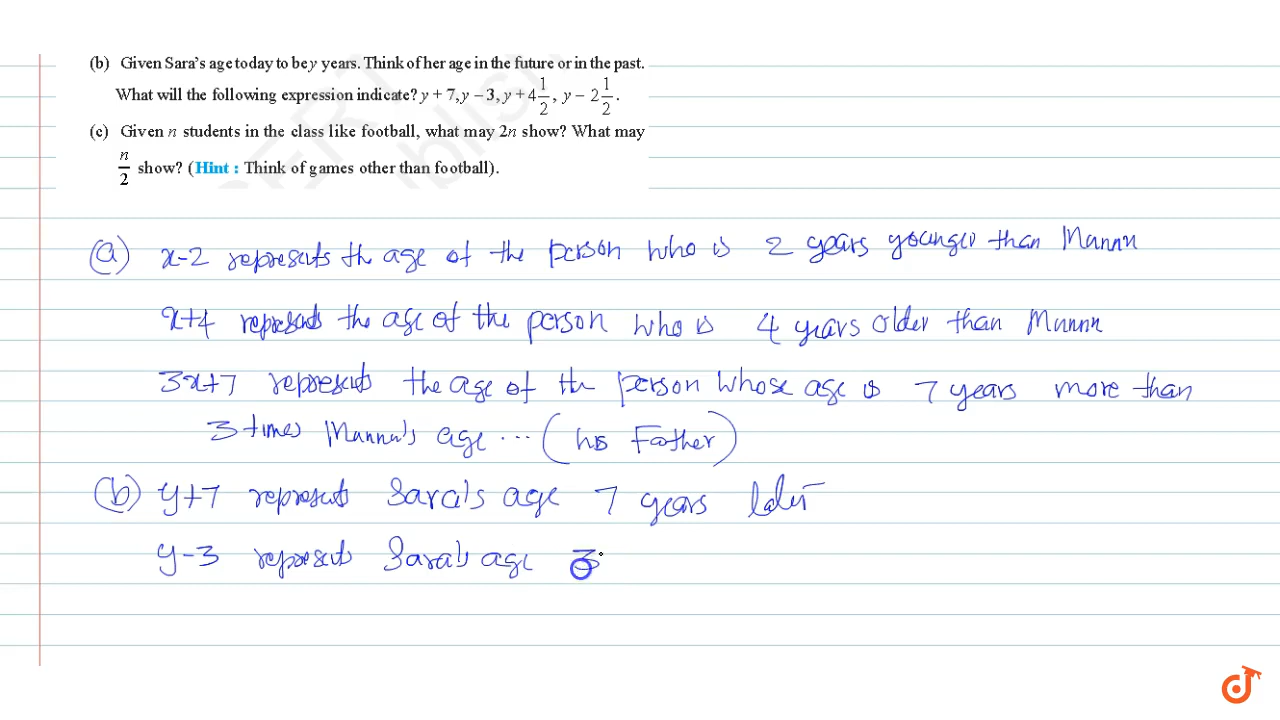 (b) Given Sara's age today to be y years. Think of her age in the future or in the past.
What will the following expression indicate? y + 7, y – 3, y + 4 1/2, y – 2 1/2.
(c) Given n students in the class like football, what may 2n show? What may
n/2 show? (Hint : Think of games other than football).
(a) x-2 represents the age of the person who is 2 years younger than Mannu
x+4 represents the age of the person who is 4 years older than Mannu
3x+7 represents the age of the person whose age is 7 years more than
3 times Mannu's age ... (his Father)
(b) y+7 represents Sara's age 7 years later
y-3 represents Sara's age 3